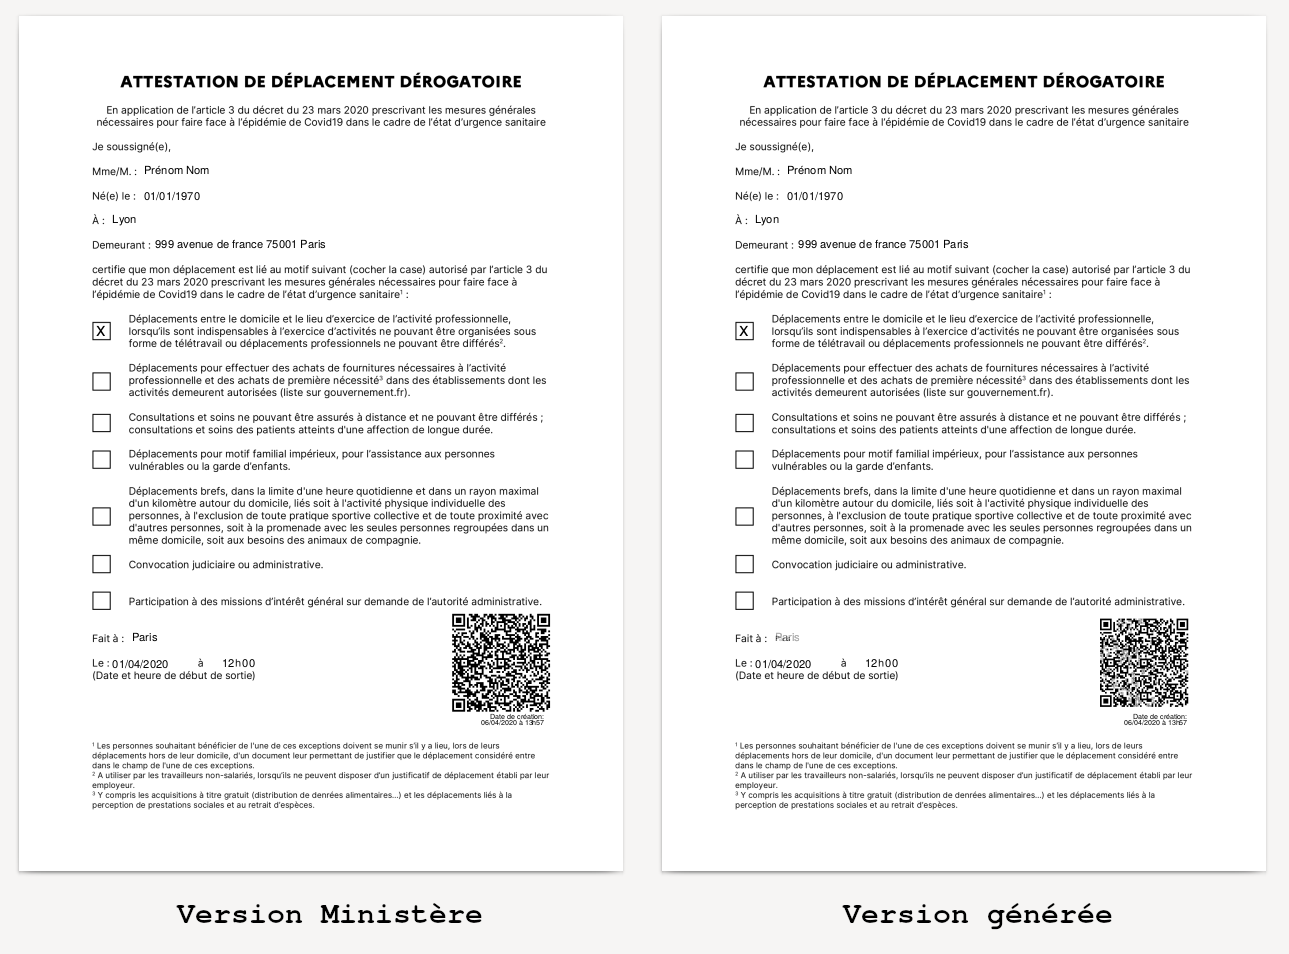 ATTESTATION DE DÉPLACEMENT DÉROGATOIRE
En application de l'article 3 du décret du 23 mars 2020 prescrivant les mesures générales
nécessaires pour faire face à l'épidémie de Covid19 dans le cadre de l'état d'urgence sanitaire
Je soussigné(e),
Mme/M. : Prénom Nom
Né(e) le : 01/01/1970
À : Lyon
Demeurant : 999 avenue de france 75001 Paris
certifie que mon déplacement est lié au motif suivant (cocher la case) autorisé par l'article 3 du
décret du 23 mars 2020 prescrivant les mesures générales nécessaires pour faire face à
l'épidémie de Covid19 dans le cadre de l'état d'urgence sanitaire¹ :
X Déplacements entre le domicile et le lieu d'exercice de l'activité professionnelle,
lorsqu'ils sont indispensables à l'exercice d'activités ne pouvant être organisées sous
forme de télétravail ou déplacements professionnels ne pouvant être différés².
Déplacements pour effectuer des achats de fournitures nécessaires à l'activité
professionnelle et des achats de première nécessité³ dans des établissements dont les
activités demeurent autorisées (liste sur gouvernement.fr).
Consultations et soins ne pouvant être assurés à distance et ne pouvant être différés ;
consultations et soins des patients atteints d'une affection de longue durée.
Déplacements pour motif familial impérieux, pour l'assistance aux personnes
vulnérables ou la garde d'enfants.
Déplacements brefs, dans la limite d'une heure quotidienne et dans un rayon maximal
d'un kilomètre autour du domicile, liés soit à l'activité physique individuelle des
personnes, à l'exclusion de toute pratique sportive collective et de toute proximité avec
d'autres personnes, soit à la promenade avec les seules personnes regroupées dans un
même domicile, soit aux besoins des animaux de compagnie.
Convocation judiciaire ou administrative.
Participation à des missions d'intérêt général sur demande de l'autorité administrative.
Fait à : Paris
Le : 01/04/2020 à 12h00
(Date et heure de début de sortie)
Date de création:
06/04/2020 à 13h57
¹ Les personnes souhaitant bénéficier de l'une de ces exceptions doivent se munir s'il y a lieu, lors de leurs
déplacements hors de leur domicile, d'un document leur permettant de justifier que le déplacement considéré entre
dans le champ de l'une de ces exceptions.
² A utiliser par les travailleurs non-salariés, lorsqu'ils ne peuvent disposer d'un justificatif de déplacement établi par leur
employeur.
³ Y compris les acquisitions à titre gratuit (distribution de denrées alimentaires...) et les déplacements liés à la
perception de prestations sociales et au retrait d'espèces.
Version Ministère
ATTESTATION DE DÉPLACEMENT DÉROGATOIRE
En application de l'article 3 du décret du 23 mars 2020 prescrivant les mesures générales
nécessaires pour faire face à l'épidémie de Covid19 dans le cadre de l'état d'urgence sanitaire
Je soussigné(e),
Mme/M. : Prénom Nom
Né(e) le : 01/01/1970
À : Lyon
Demeurant : 999 avenue de france 75001 Paris
certifie que mon déplacement est lié au motif suivant (cocher la case) autorisé par l'article 3 du
décret du 23 mars 2020 prescrivant les mesures générales nécessaires pour faire face à
l'épidémie de Covid19 dans le cadre de l'état d'urgence sanitaire¹ :
X Déplacements entre le domicile et le lieu d'exercice de l'activité professionnelle,
lorsqu'ils sont indispensables à l'exercice d'activités ne pouvant être organisées sous
forme de télétravail ou déplacements professionnels ne pouvant être différés².
Déplacements pour effectuer des achats de fournitures nécessaires à l'activité
professionnelle et des achats de première nécessité³ dans des établissements dont les
activités demeurent autorisées (liste sur gouvernement.fr).
Consultations et soins ne pouvant être assurés à distance et ne pouvant être différés ;
consultations et soins des patients atteints d'une affection de longue durée.
Déplacements pour motif familial impérieux, pour l'assistance aux personnes
vulnérables ou la garde d'enfants.
Déplacements brefs, dans la limite d'une heure quotidienne et dans un rayon maximal
d'un kilomètre autour du domicile, liés soit à l'activité physique individuelle des
personnes, à l'exclusion de toute pratique sportive collective et de toute proximité avec
d'autres personnes, soit à la promenade avec les seules personnes regroupées dans un
même domicile, soit aux besoins des animaux de compagnie.
Convocation judiciaire ou administrative.
Participation à des missions d'intérêt général sur demande de l'autorité administrative.
Fait à : Paris
Le : 01/04/2020 à 12h00
(Date et heure de début de sortie)
Date de création:
06/04/2020 à 13h57
¹ Les personnes souhaitant bénéficier de l'une de ces exceptions doivent se munir s'il y a lieu, lors de leurs
déplacements hors de leur domicile, d'un document leur permettant de justifier que le déplacement considéré entre
dans le champ de l'une de ces exceptions.
² A utiliser par les travailleurs non-salariés, lorsqu'ils ne peuvent disposer d'un justificatif de déplacement établi par leur
employeur.
³ Y compris les acquisitions à titre gratuit (distribution de denrées alimentaires...) et les déplacements liés à la
perception de prestations sociales et au retrait d'espèces.
Version générée